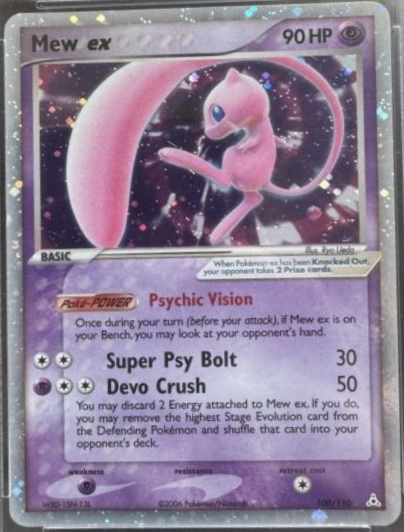 Mew ex
90 HP
BASIC
Illus. Ryo Ueda
When Pokémon-ex has been Knocked Out,
your opponent takes 2 Prize cards.
Poké-POWER Psychic Vision
Once during your turn (before your attack), if Mew ex is on
your Bench, you may look at your opponent's hand.
Super Psy Bolt 30
Devo Crush 50
You may discard 2 Energy attached to Mew ex. If you do,
you may remove the highest Stage Evolution card from
the Defending Pokémon and shuffle that card into your
opponent's deck.
weakness resistance retreat cost
©2006 Pokémon/Nintendo
100/110